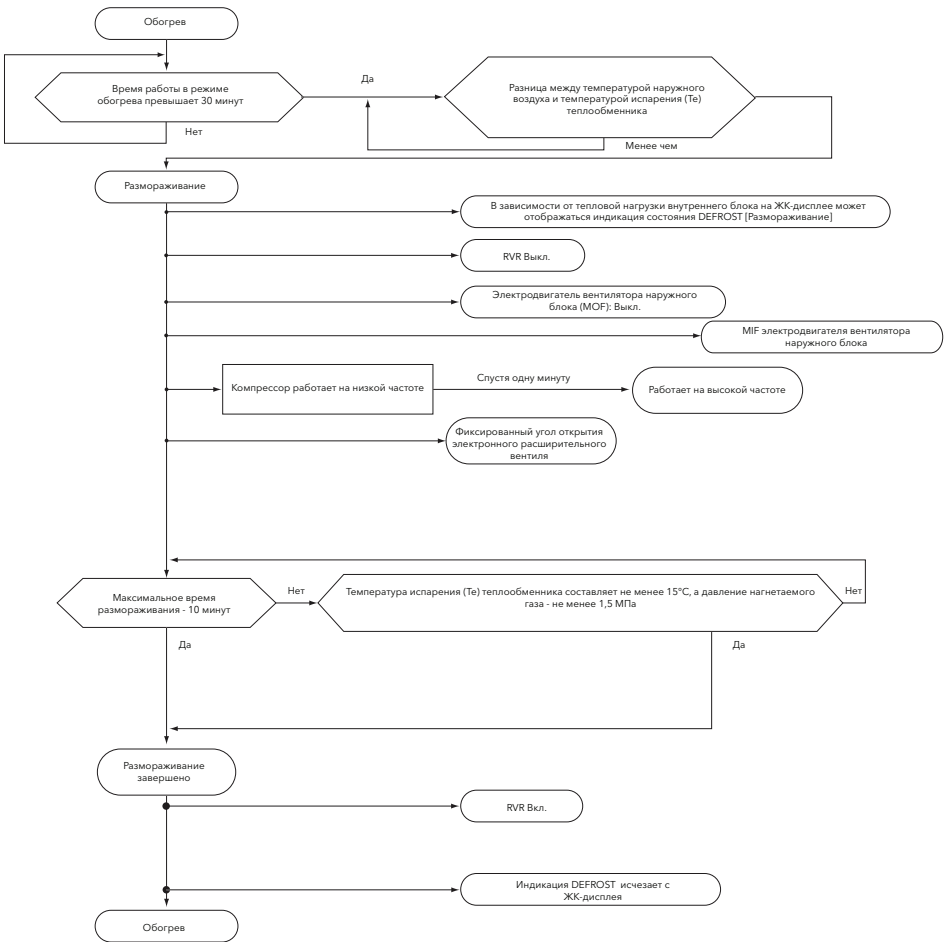 Обогрев
Время работы в режиме
обогрева превышает 30 минут
Да
Нет
Разница между температурой наружного
воздуха и температурой испарения (Te)
теплообменника
Менее чем
Размораживание
В зависимости от тепловой нагрузки внутреннего блока на ЖК-дисплее может
отображаться индикация состояния DEFROST [Размораживание]
RVR Выкл.
Электродвигатель вентилятора наружного
блока (MOF): Выкл.
MIF электродвигателя вентилятора
наружного блока
Компрессор работает на низкой частоте
Спустя одну минуту
Работает на высокой частоте
Фиксированный угол открытия
электронного расширительного
вентиля
Максимальное время
размораживания - 10 минут
Нет
Температура испарения (Te) теплообменника составляет не менее 15°C, а давление нагнетаемого
газа - не менее 1,5 МПа
Нет
Да
Да
Размораживание
завершено
RVR Вкл.
Индикация DEFROST исчезает с
ЖК-дисплея
Обогрев